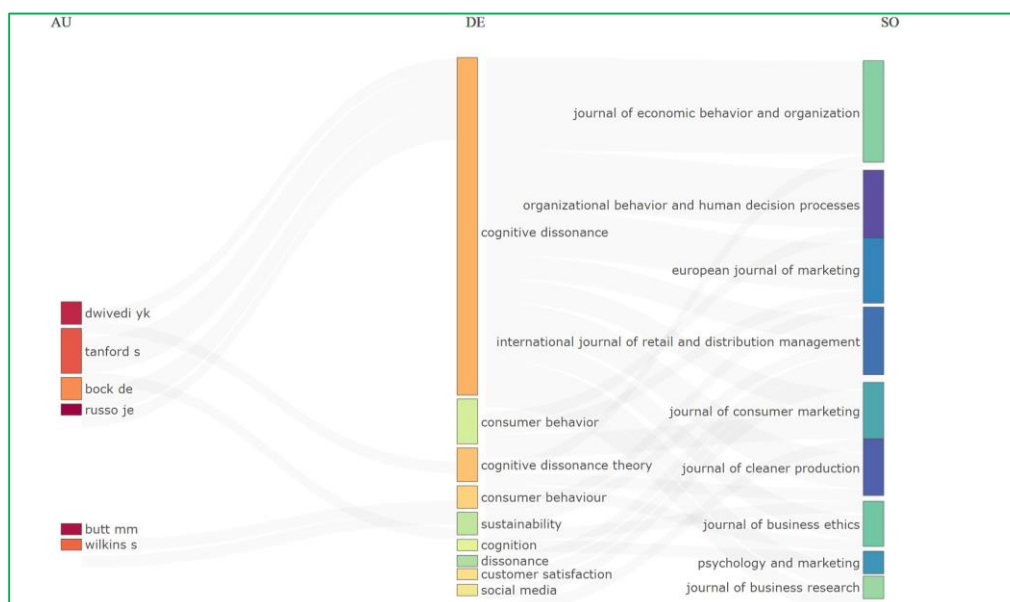 AU
DE
SO
dwivedi yk
tanford s
bock de
russo je
butt mm
wilkins s
cognitive dissonance
consumer behavior
cognitive dissonance theory
consumer behaviour
sustainability
cognition
dissonance
customer satisfaction
social media
journal of economic behavior and organization
organizational behavior and human decision processes
european journal of marketing
international journal of retail and distribution management
journal of consumer marketing
journal of cleaner production
journal of business ethics
psychology and marketing
journal of business research